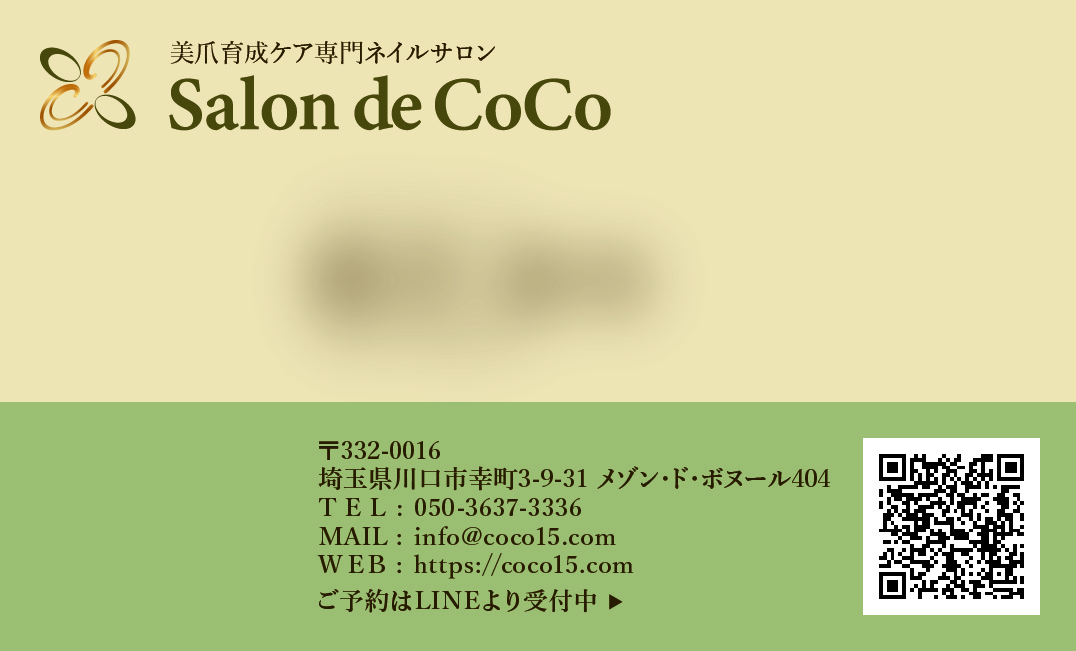 美爪育成ケア専門ネイルサロン
Salon de CoCo
〒332-0016
埼玉県川口市幸町3-9-31 メゾン・ド・ボヌール404
TEL : 050-3637-3336
MAIL : info@coco15.com
WEB : https://coco15.com
ご予約はLINEより受付中 ▶